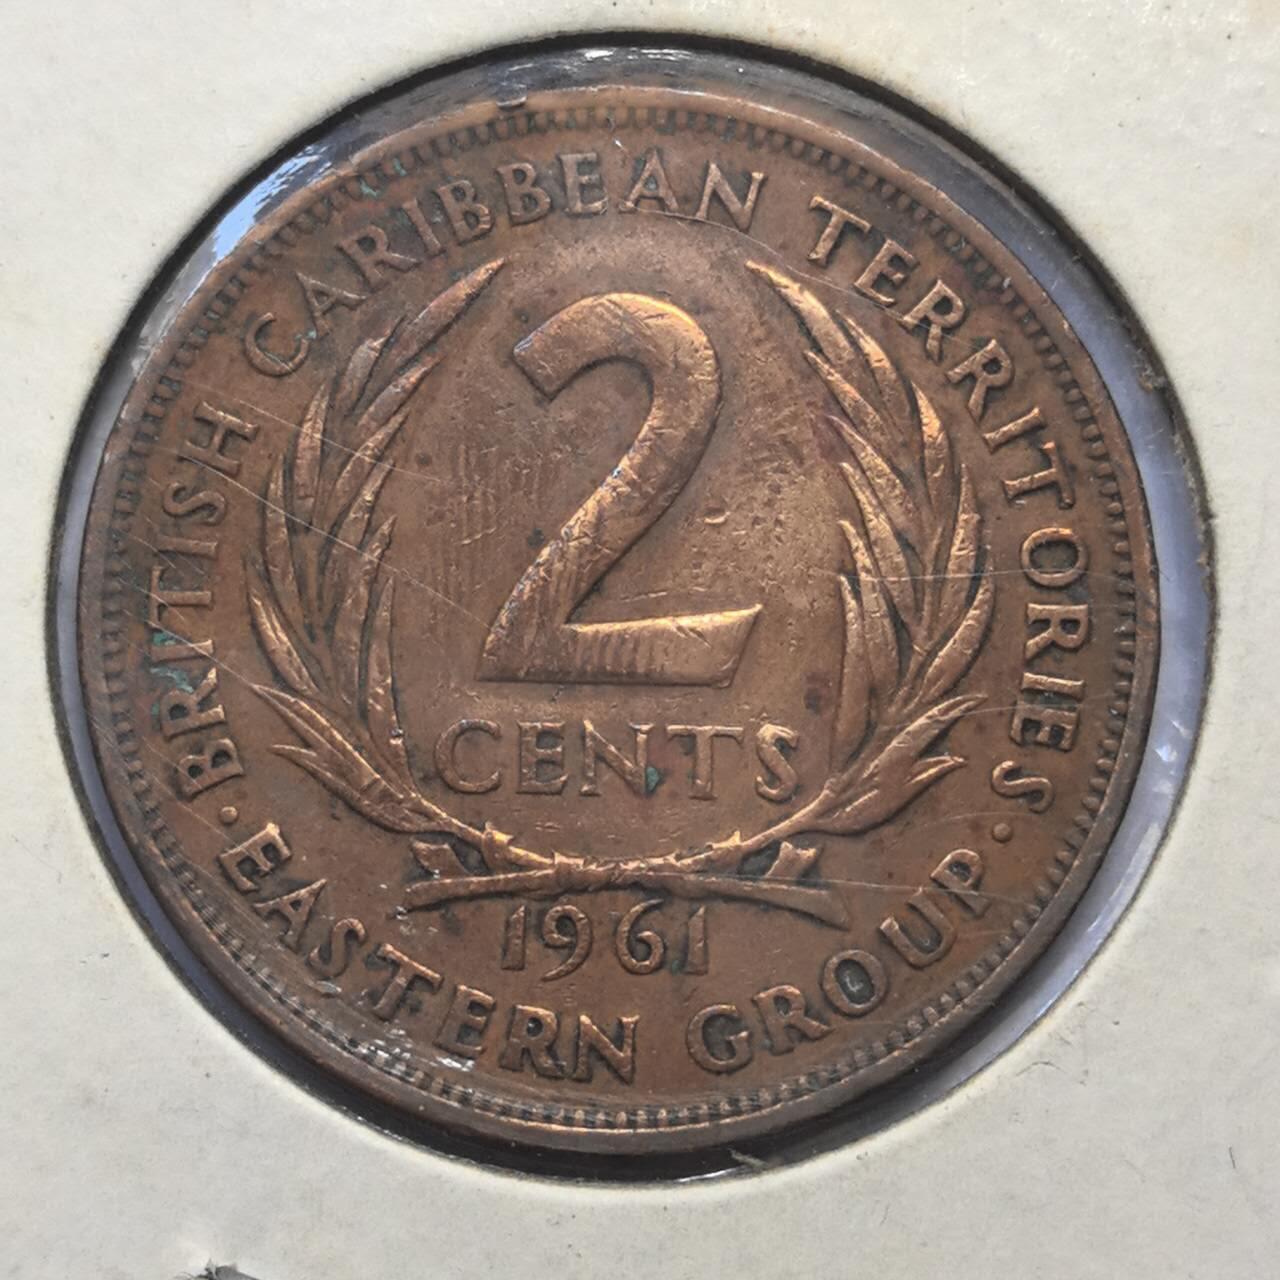 BRITISH CARIBBEAN TERRITORIES
2
CENTS
1961
· EASTERN GROUP ·